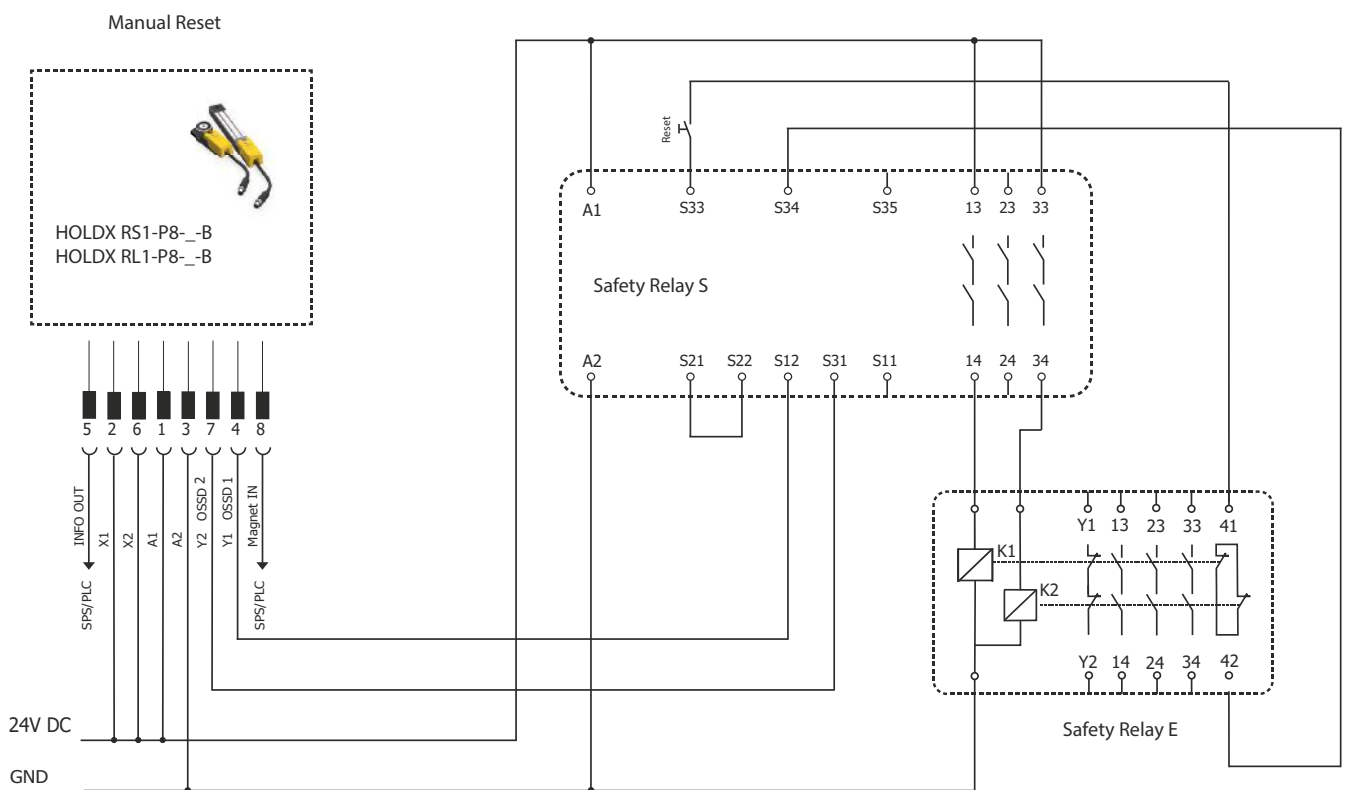 Manual Reset
HOLDX RS1-P8-_-B
HOLDX RL1-P8-_-B
5 2 6 1 3 7 4 8
INFO OUT
X1
X2
A1
A2
Y2 OSSD 2
Y1 OSSD 1
Magnet IN
SPS/PLC
SPS/PLC
24V DC
GND
Reset
A1 S33 S34 S35 13 23 33
Safety Relay S
A2 S21 S22 S12 S31 S11 14 24 34
Y1 13 23 33 41
K1
K2
Y2 14 24 34 42
Safety Relay E